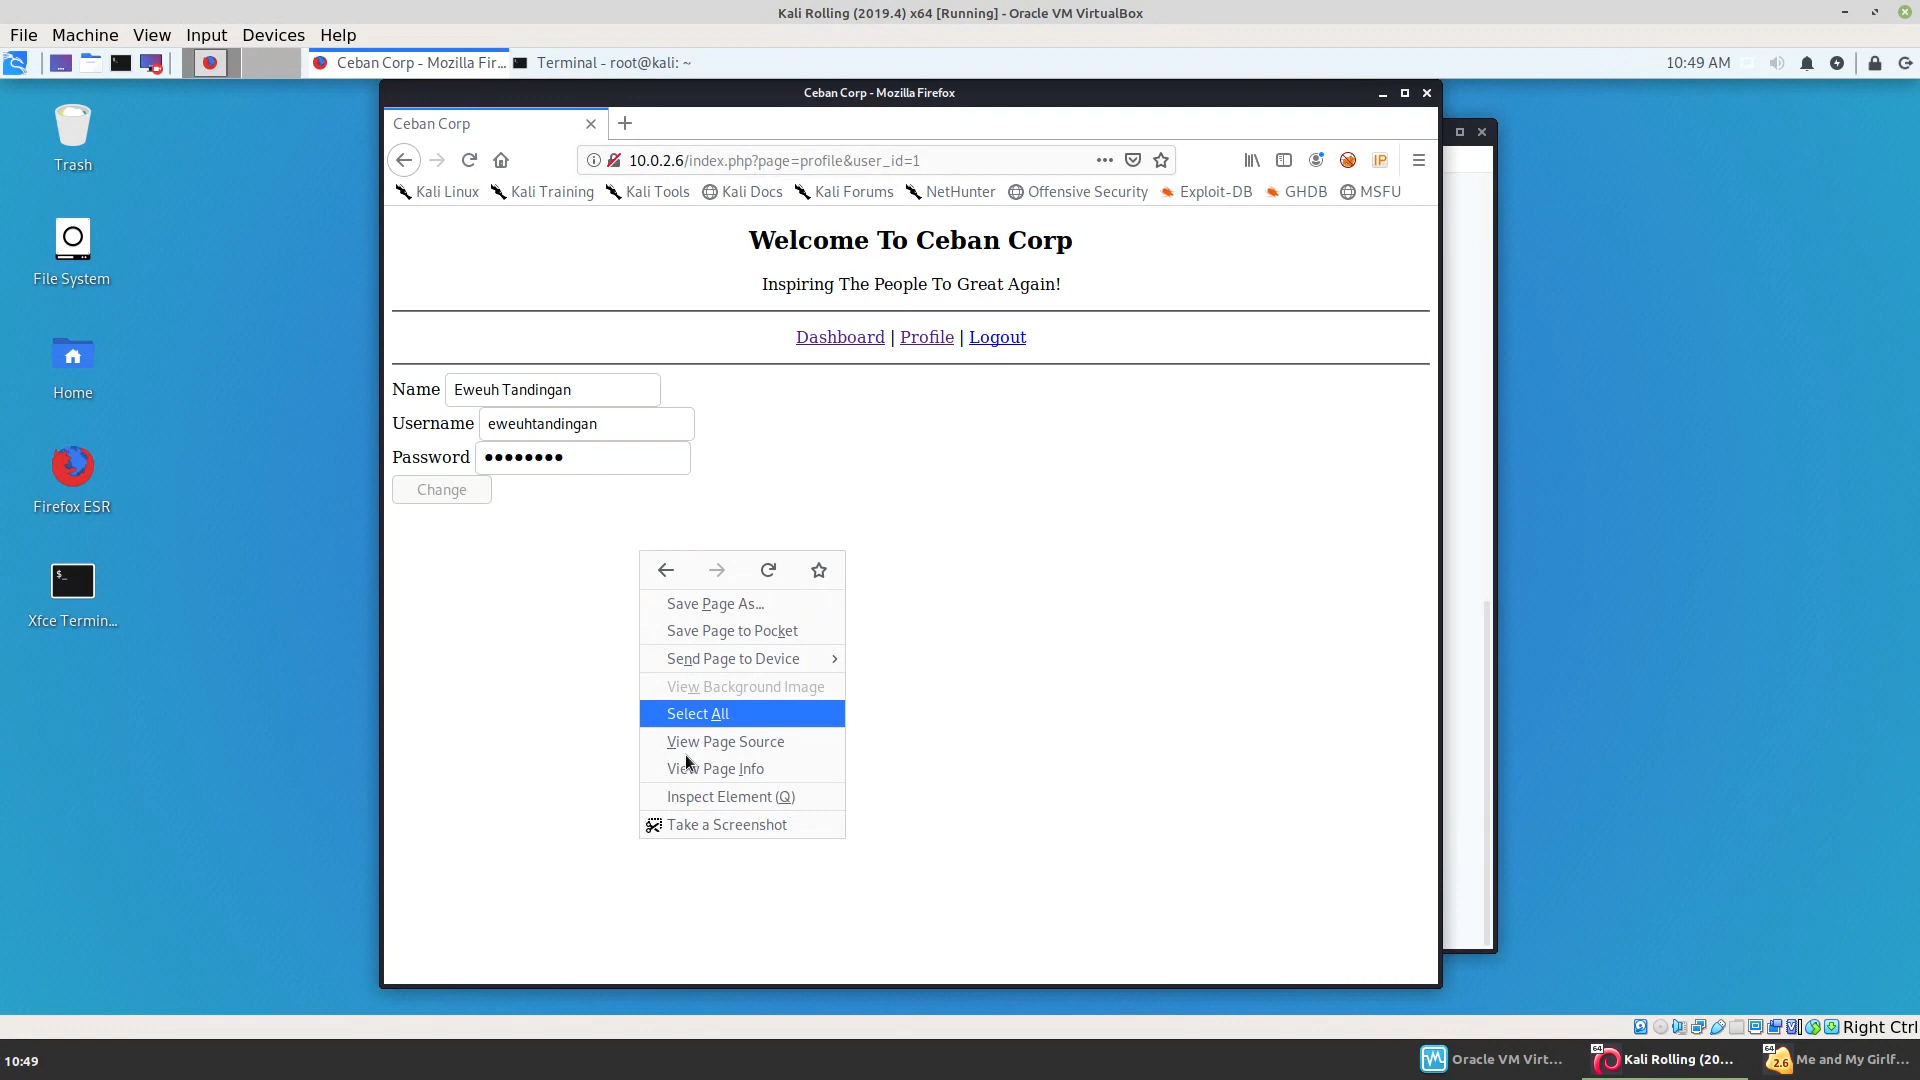 Kali Rolling (2019.4) x64 [Running] - Oracle VM VirtualBox
File Machine View Input Devices Help
Ceban Corp - Mozilla Fir... Terminal - root@kali: ~ 10:49 AM
Ceban Corp - Mozilla Firefox
Ceban Corp
10.0.2.6/index.php?page=profile&user_id=1
IP
Kali Linux Kali Training Kali Tools Kali Docs Kali Forums NetHunter Offensive Security Exploit-DB GHDB MSFU
Welcome To Ceban Corp
Inspiring The People To Great Again!
Dashboard | Profile | Logout
Name Eweuh Tandingan
Username eweuhtandingan
Password ●●●●●●●●
Change
Save Page As...
Save Page to Pocket
Send Page to Device
View Background Image
Select All
View Page Source
View Page Info
Inspect Element (Q)
Take a Screenshot
Trash
File System
Home
Firefox ESR
$_
Xfce Termin...
Right Ctrl
10:49 Oracle VM Virt... 64 Kali Rolling (20... 64 2.6 Me and My Girlf...